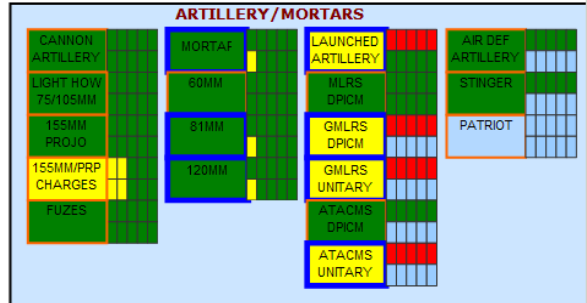 ARTILLERY/MORTARS
CANNON
ARTILLERY
LIGHT HOW
75/105MM
155MM
PROJO
155MM/PRP
CHARGES
FUZES
MORTAF
60MM
81MM
120MM
LAUNCHED
ARTILLERY
MLRS
DPICM
GMLRS
DPICM
GMLRS
UNITARY
ATACMS
DPICM
ATACMS
UNITARY
AIR DEF
ARTILLERY
STINGER
PATRIOT